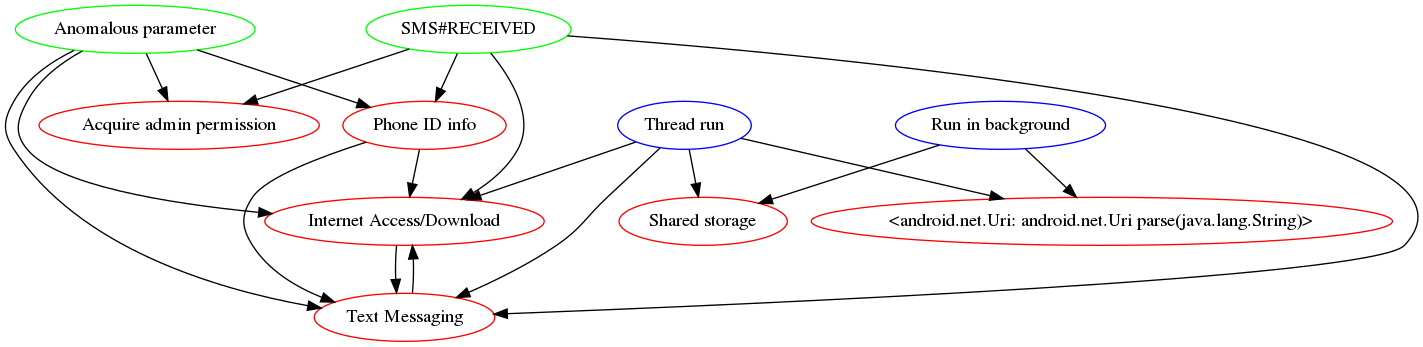 Anomalous parameter
SMS#RECEIVED
Acquire admin permission
Phone ID info
Thread run
Run in background
Internet Access/Download
Shared storage
<android.net.Uri: android.net.Uri parse(java.lang.String)>
Text Messaging